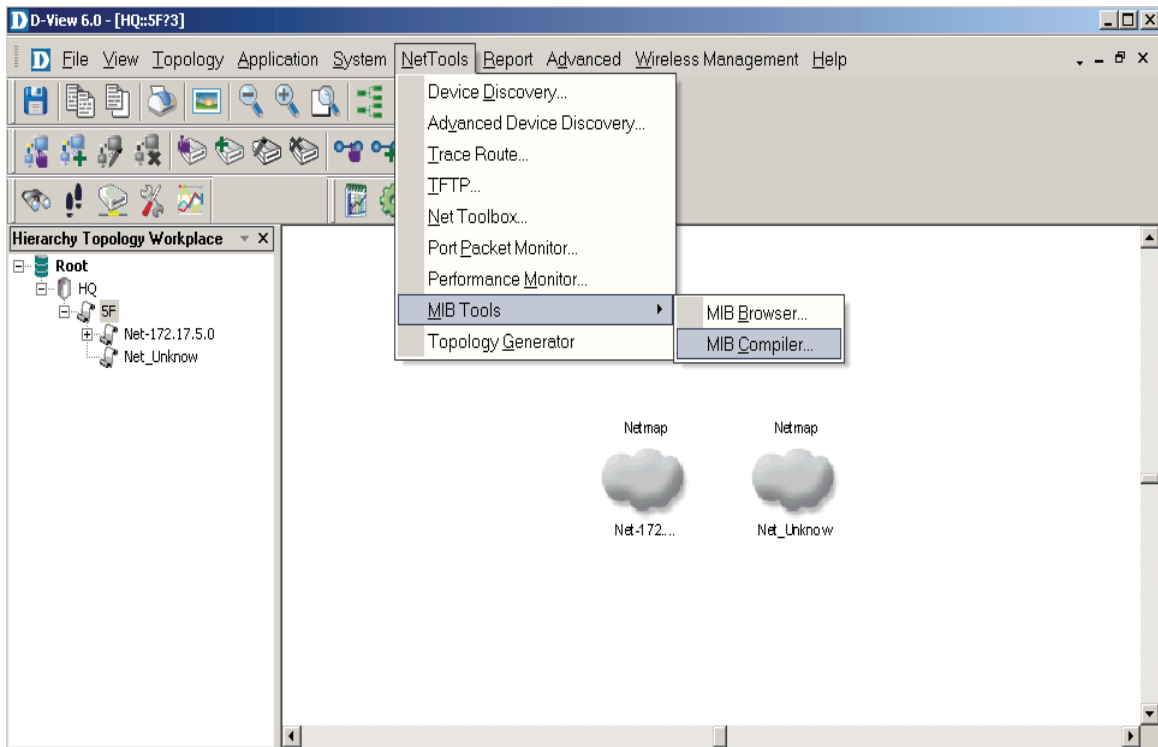 D-View 6.0 - [HQ::5F?3]
File View Topology Application System NetTools Report Advanced Wireless Management Help
Device Discovery...
Advanced Device Discovery...
Trace Route...
TFTP...
Net Toolbox...
Port Packet Monitor...
Performance Monitor...
MIB Tools
Topology Generator
MIB Browser...
MIB Compiler...
Hierarchy Topology Workplace
Root
HQ
5F
Net-172.17.5.0
Net_Unknow
Netmap
Netmap
Net-172....
Net_Unknow